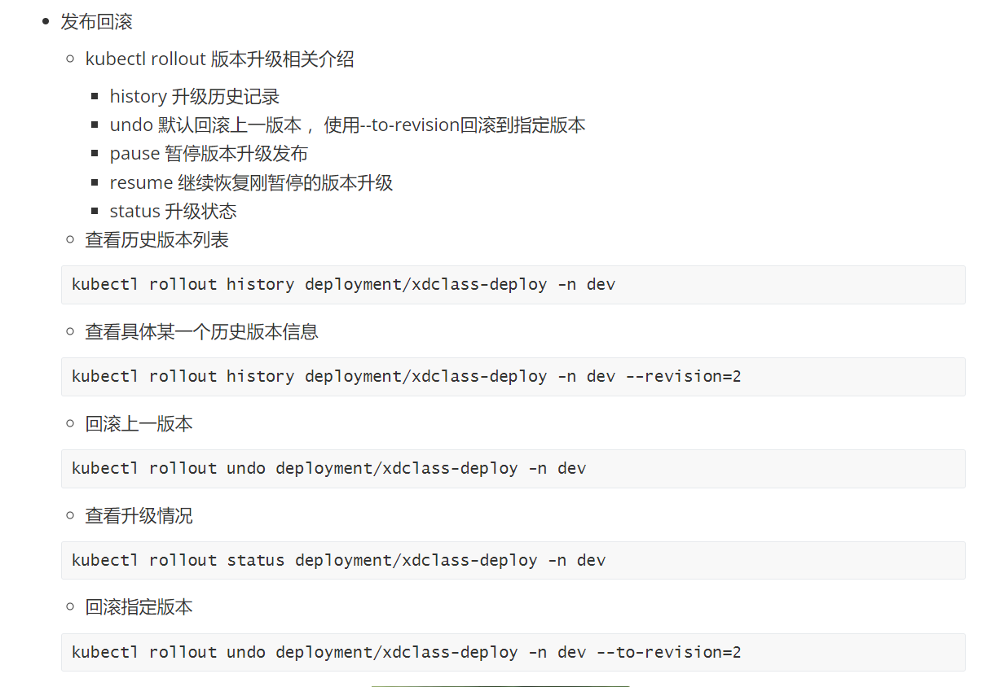 发布回滚
kubectl rollout 版本升级相关介绍
history 升级历史记录
undo 默认回滚上一版本 ，使用--to-revision回滚到指定版本
pause 暂停版本升级发布
resume 继续恢复刚暂停的版本升级
status 升级状态
查看历史版本列表
kubectl rollout history deployment/xdclass-deploy -n dev
查看具体某一个历史版本信息
kubectl rollout history deployment/xdclass-deploy -n dev --revision=2
回滚上一版本
kubectl rollout undo deployment/xdclass-deploy -n dev
查看升级情况
kubectl rollout status deployment/xdclass-deploy -n dev
回滚指定版本
kubectl rollout undo deployment/xdclass-deploy -n dev --to-revision=2